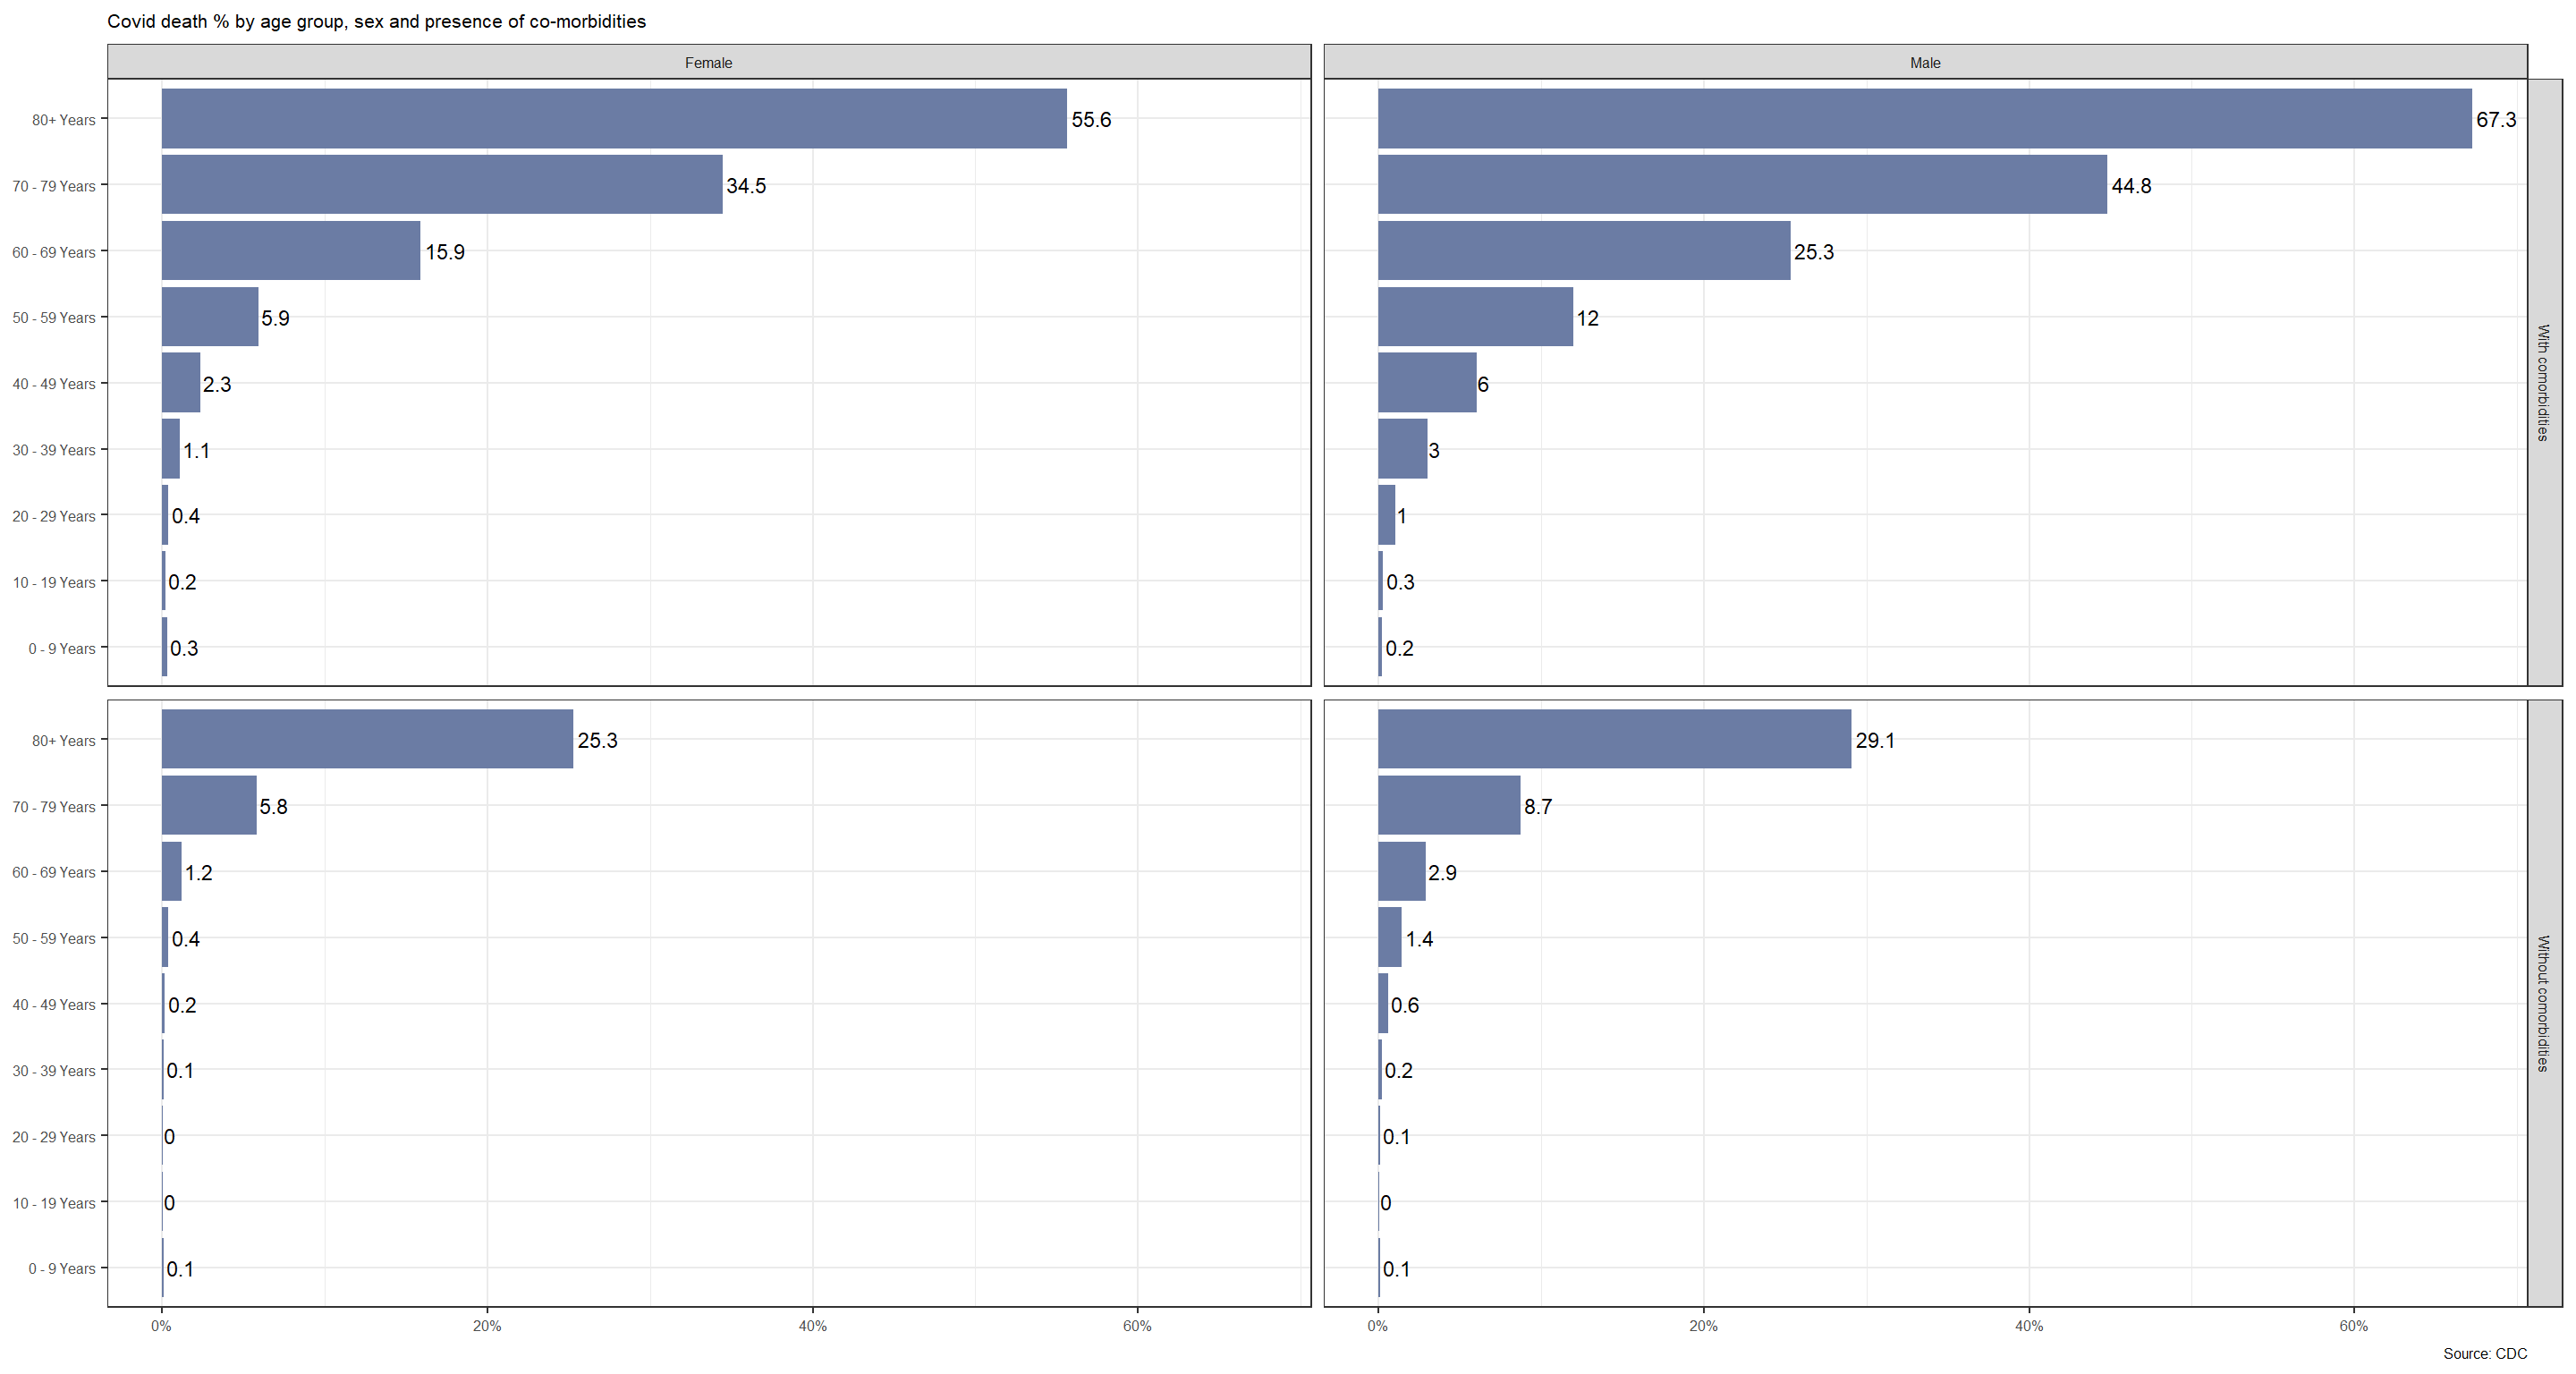 Covid death % by age group, sex and presence of co-morbidities
Female
Male
80+ Years
55.6
67.3
70 - 79 Years
34.5
44.8
60 - 69 Years
15.9
25.3
50 - 59 Years
5.9
12
40 - 49 Years
2.3
6
30 - 39 Years
1.1
3
20 - 29 Years
0.4
1
10 - 19 Years
0.2
0.3
0 - 9 Years
0.3
0.2
With comorbidities
80+ Years
25.3
29.1
70 - 79 Years
5.8
8.7
60 - 69 Years
1.2
2.9
50 - 59 Years
0.4
1.4
40 - 49 Years
0.2
0.6
30 - 39 Years
0.1
0.2
20 - 29 Years
0
0.1
10 - 19 Years
0
0
0 - 9 Years
0.1
0.1
Without comorbidities
0%
20%
40%
60%
0%
20%
40%
60%
Source: CDC